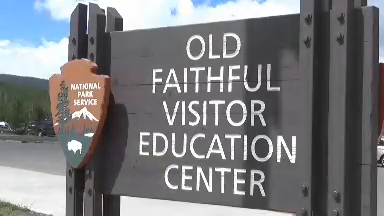 OLD
FAITHFUL
VISITOR
EDUCATION
CENTER
NATIONAL
PARK
SERVICE